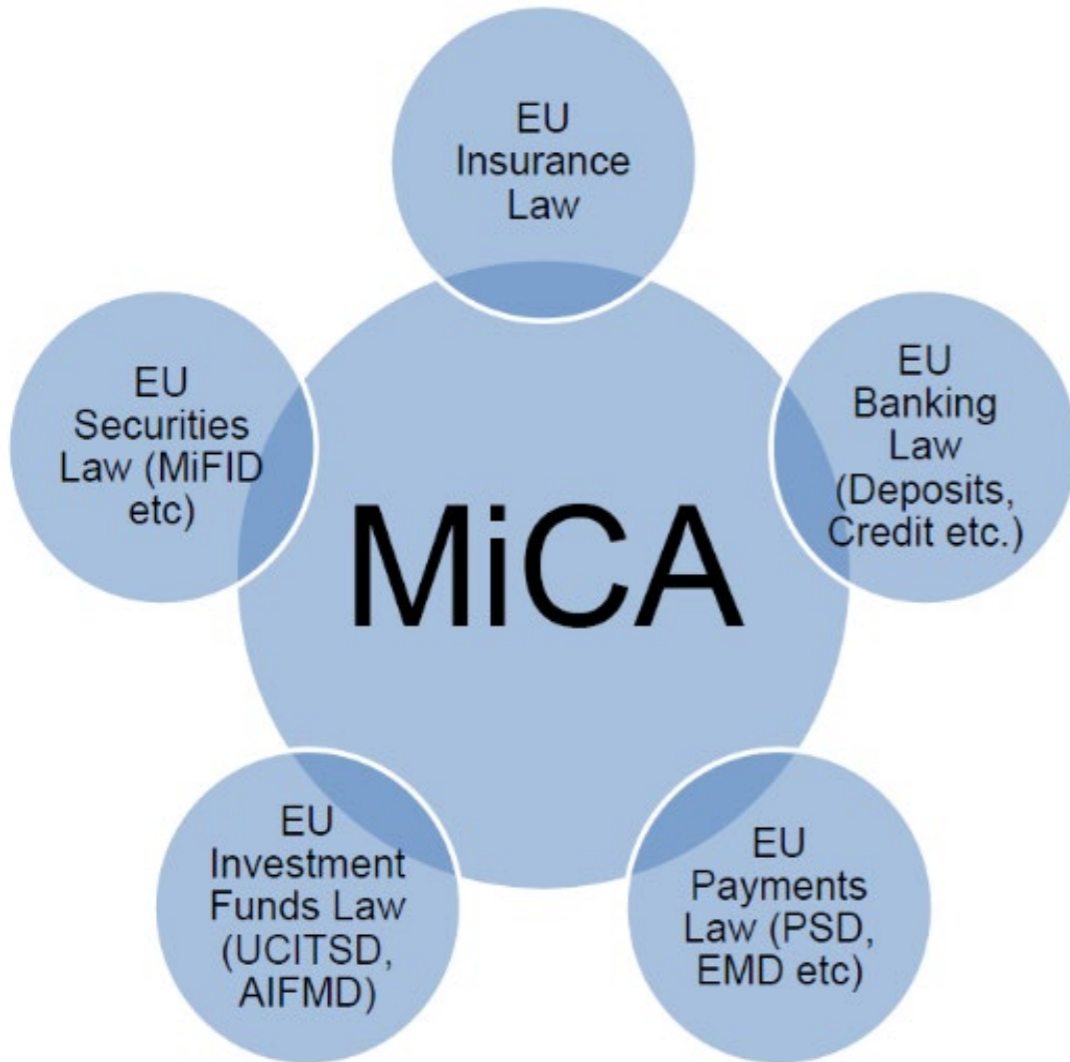 EU
Insurance
Law
EU
Securities
Law (MiFID
etc)
EU
Banking
Law
(Deposits,
Credit etc.)
MiCA
EU
Investment
Funds Law
(UCITSD,
AIFMD)
EU
Payments
Law (PSD,
EMD etc)